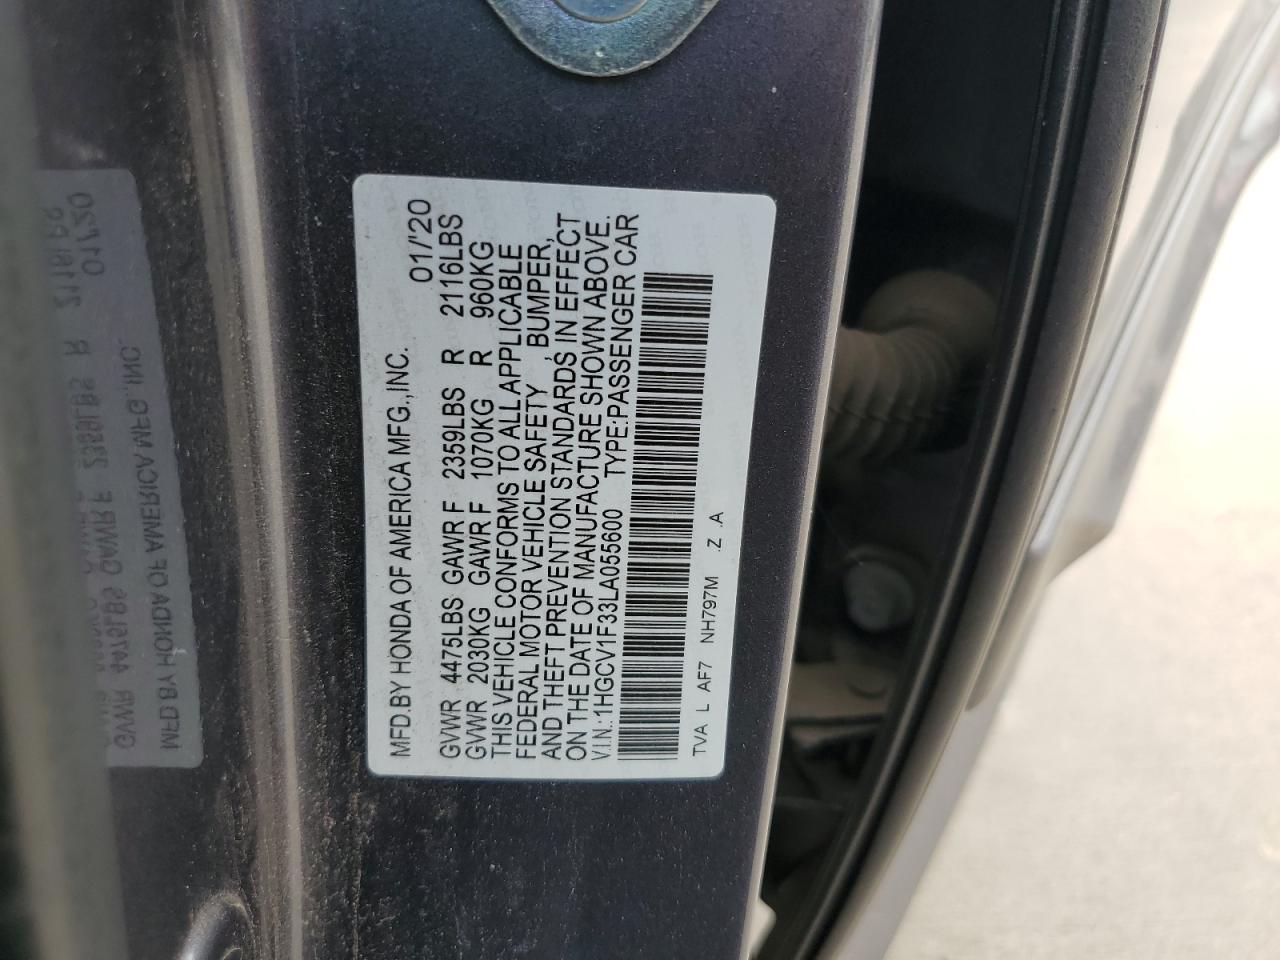 MFD.BY HONDA OF AMERICA MFG.,INC. 01/'20
GVWR 4475LBS GAWR F 2359LBS R 2116LBS
GVWR 2030KG GAWR F 1070KG R 960KG
THIS VEHICLE CONFORMS TO ALL APPLICABLE
FEDERAL MOTOR VEHICLE SAFETY , BUMPER,
AND THEFT PREVENTION STANDARDS IN EFFECT
ON THE DATE OF MANUFACTURE SHOWN ABOVE.
V.I.N.:1HGCV1F33LA055600 TYPE:PASSENGER CAR
TVA L AF7 NH797M .Z .A